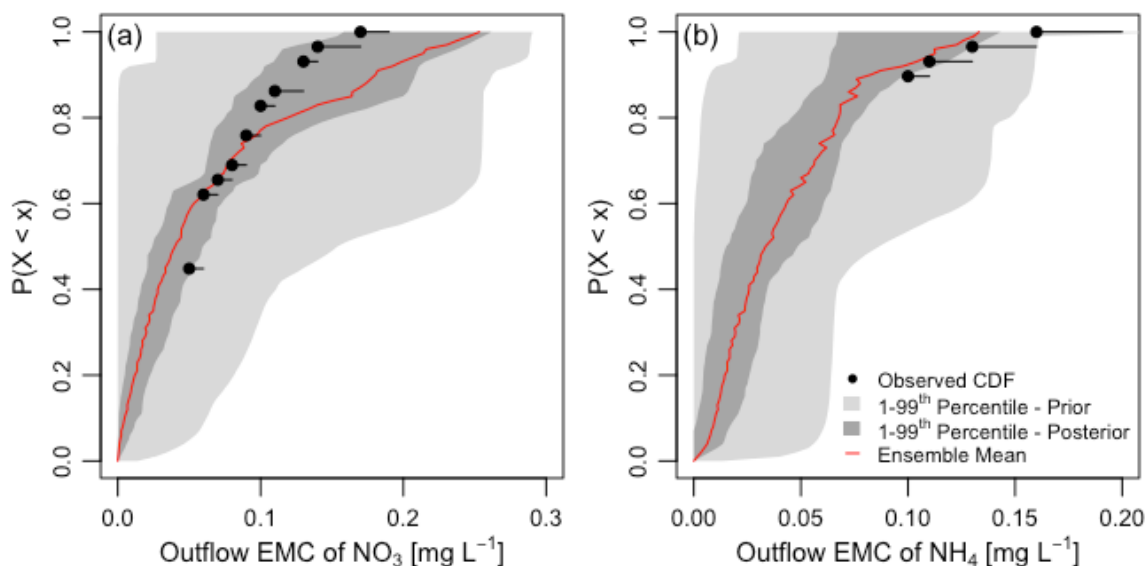 (a)
P(X < x)
1.0
0.8
0.6
0.4
0.2
0.0
0.0 0.1 0.2 0.3
Outflow EMC of NO₃ [mg L⁻¹]
(b)
P(X < x)
1.0
0.8
0.6
0.4
0.2
0.0
Observed CDF
1-99ᵗʰ Percentile - Prior
1-99ᵗʰ Percentile - Posterior
Ensemble Mean
0.00 0.05 0.10 0.15 0.20
Outflow EMC of NH₄ [mg L⁻¹]